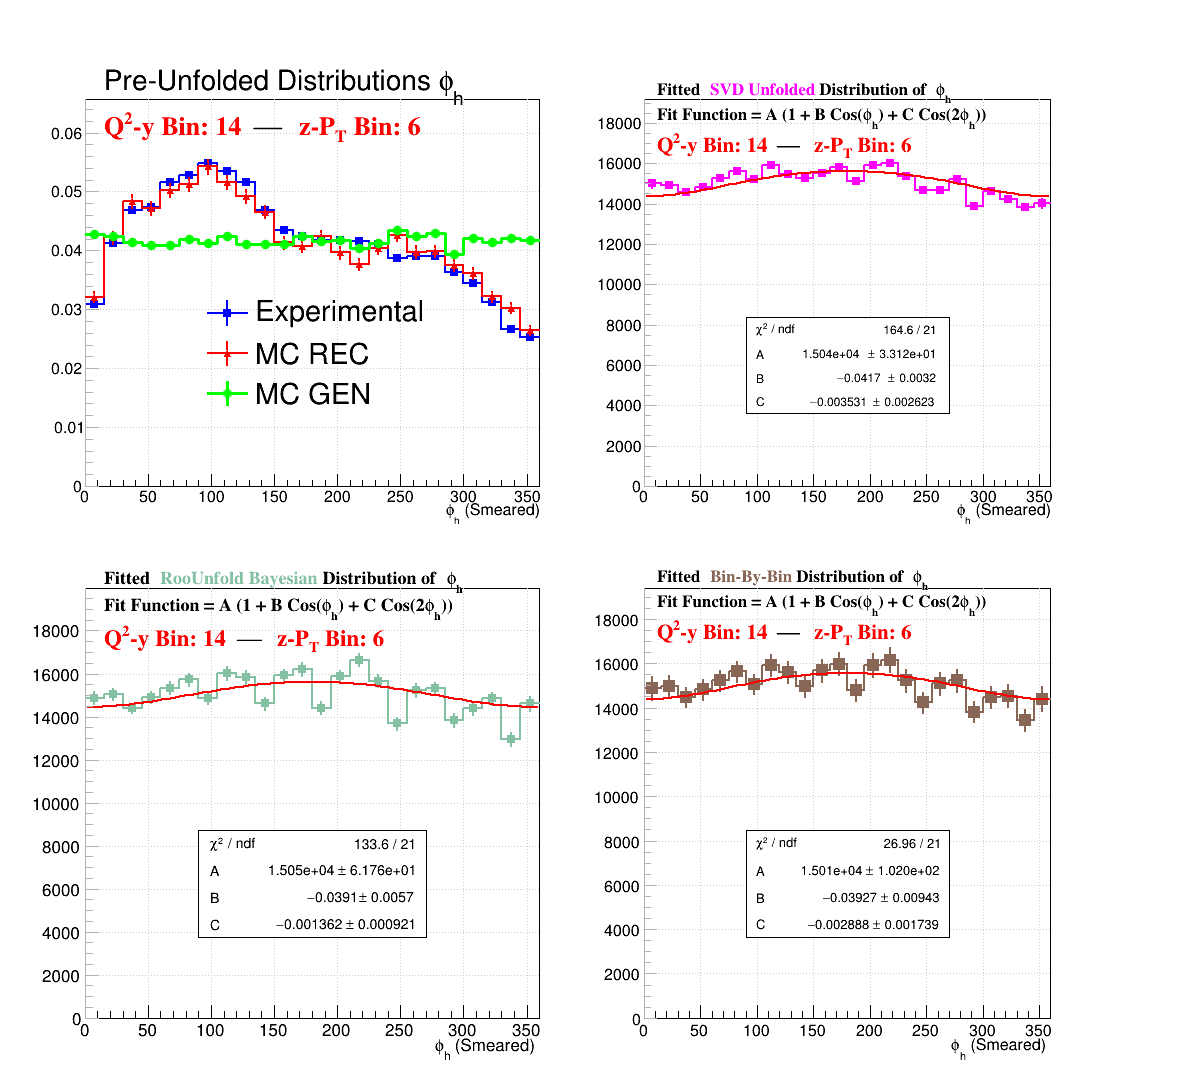 Pre-Unfolded Distributions ϕh
Q²-y Bin: 14 — z-PT Bin: 6
0.06
0.05
0.04
0.03
0.02
0.01
0
Experimental
MC REC
MC GEN
0 50 100 150 200 250 300 350
ϕh (Smeared)
Fitted SVD Unfolded Distribution of ϕh
Fit Function = A (1 + B Cos(ϕh) + C Cos(2ϕh))
Q²-y Bin: 14 — z-PT Bin: 6
18000
16000
14000
12000
10000
8000
6000
4000
2000
0
χ² / ndf 164.6 / 21
A 1.504e+04 ± 3.312e+01
B −0.0417 ± 0.0032
C −0.003531 ± 0.002623
0 50 100 150 200 250 300 350
ϕh (Smeared)
Fitted RooUnfold Bayesian Distribution of ϕh
Fit Function = A (1 + B Cos(ϕh) + C Cos(2ϕh))
Q²-y Bin: 14 — z-PT Bin: 6
18000
16000
14000
12000
10000
8000
6000
4000
2000
0
χ² / ndf 133.6 / 21
A 1.505e+04 ± 6.176e+01
B −0.0391 ± 0.0057
C −0.001362 ± 0.000921
0 50 100 150 200 250 300 350
ϕh (Smeared)
Fitted Bin-By-Bin Distribution of ϕh
Fit Function = A (1 + B Cos(ϕh) + C Cos(2ϕh))
Q²-y Bin: 14 — z-PT Bin: 6
18000
16000
14000
12000
10000
8000
6000
4000
2000
0
χ² / ndf 26.96 / 21
A 1.501e+04 ± 1.020e+02
B −0.03927 ± 0.00943
C −0.002888 ± 0.001739
0 50 100 150 200 250 300 350
ϕh (Smeared)